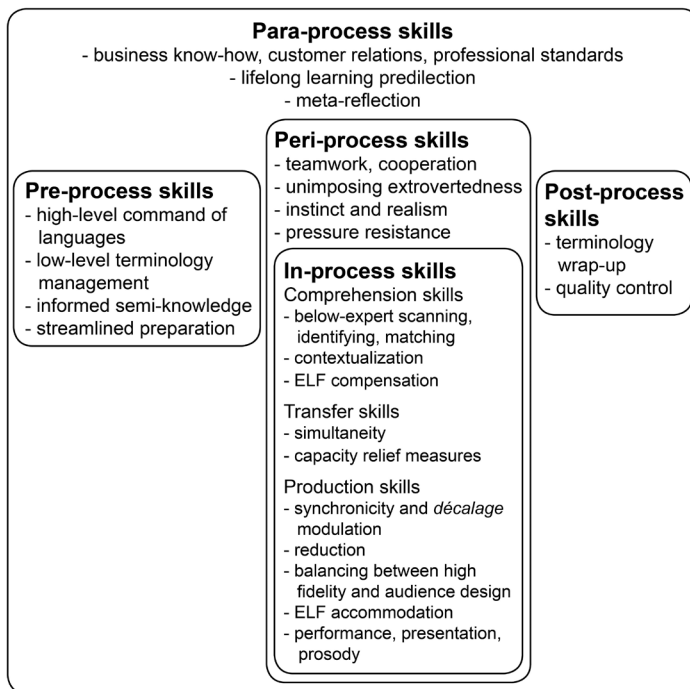 Para-process skills
- business know-how, customer relations, professional standards
- lifelong learning predilection
- meta-reflection
Pre-process skills
- high-level command of
languages
- low-level terminology
management
- informed semi-knowledge
- streamlined preparation
Peri-process skills
- teamwork, cooperation
- unimposing extrovertedness
- instinct and realism
- pressure resistance
In-process skills
Comprehension skills
- below-expert scanning,
identifying, matching
- contextualization
- ELF compensation
Transfer skills
- simultaneity
- capacity relief measures
Production skills
- synchronicity and décalage
modulation
- reduction
- balancing between high
fidelity and audience design
- ELF accommodation
- performance, presentation,
prosody
Post-process
skills
- terminology
wrap-up
- quality control